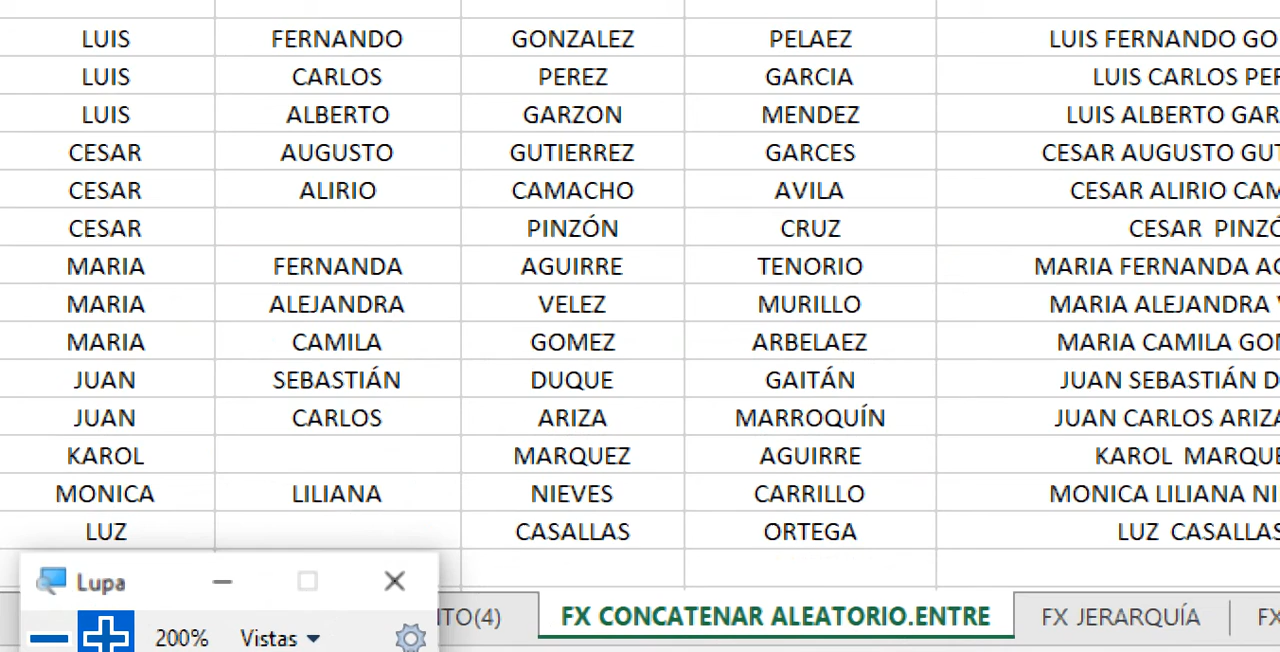 LUIS FERNANDO GONZALEZ PELAEZ LUIS FERNANDO GO
LUIS CARLOS PEREZ GARCIA LUIS CARLOS PER
LUIS ALBERTO GARZON MENDEZ LUIS ALBERTO GAR
CESAR AUGUSTO GUTIERREZ GARCES CESAR AUGUSTO GUT
CESAR ALIRIO CAMACHO AVILA CESAR ALIRIO CAM
CESAR PINZÓN CRUZ CESAR  PINZÓ
MARIA FERNANDA AGUIRRE TENORIO MARIA FERNANDA AG
MARIA ALEJANDRA VELEZ MURILLO MARIA ALEJANDRA V
MARIA CAMILA GOMEZ ARBELAEZ MARIA CAMILA GOM
JUAN SEBASTIÁN DUQUE GAITÁN JUAN SEBASTIÁN D
JUAN CARLOS ARIZA MARROQUÍN JUAN CARLOS ARIZA
KAROL MARQUEZ AGUIRRE KAROL  MARQUE
MONICA LILIANA NIEVES CARRILLO MONICA LILIANA NI
LUZ CASALLAS ORTEGA LUZ  CASALLAS
Lupa
200% Vistas
NTO(4) FX CONCATENAR ALEATORIO.ENTRE FX JERARQUÍA FX